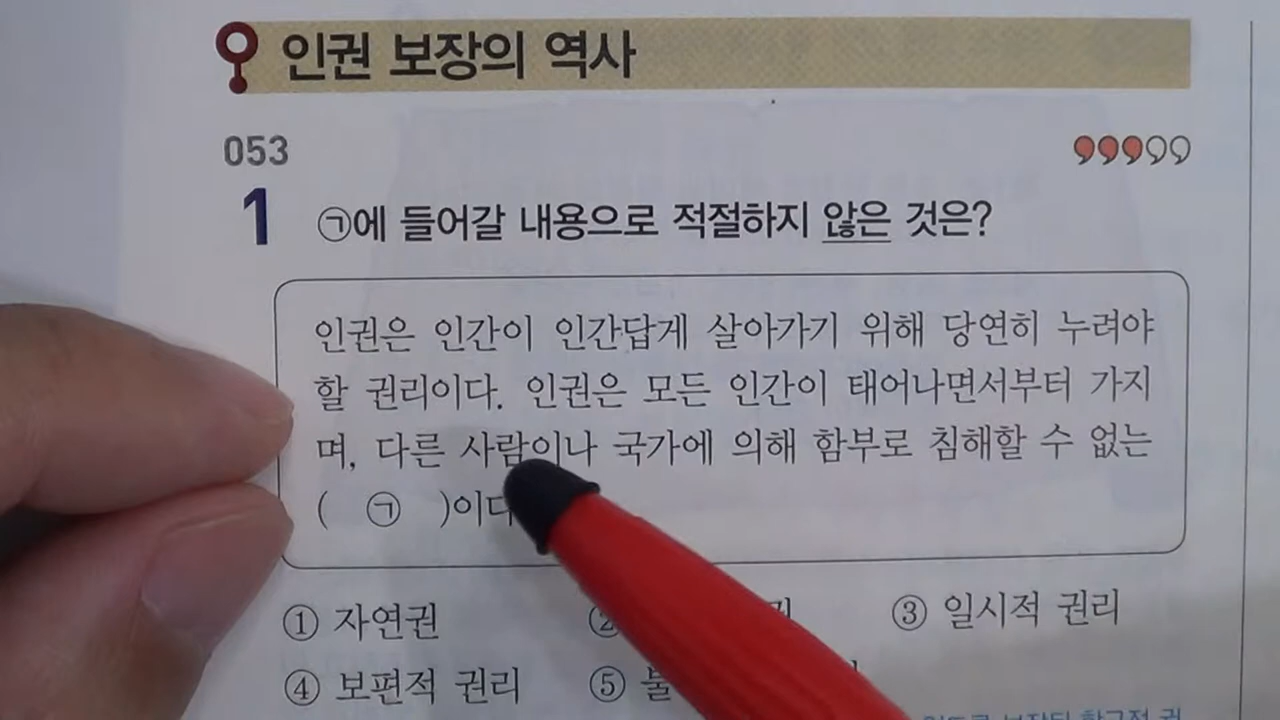 인권 보장의 역사
053
1 ㉠에 들어갈 내용으로 적절하지 않은 것은?
인권은 인간이 인간답게 살아가기 위해 당연히 누려야
할 권리이다. 인권은 모든 인간이 태어나면서부터 가지
며, 다른 사람이나 국가에 의해 함부로 침해할 수 없는
( ㉠ )이다
① 자연권 ② ③ 일시적 권리
④ 보편적 권리 ⑤ 불